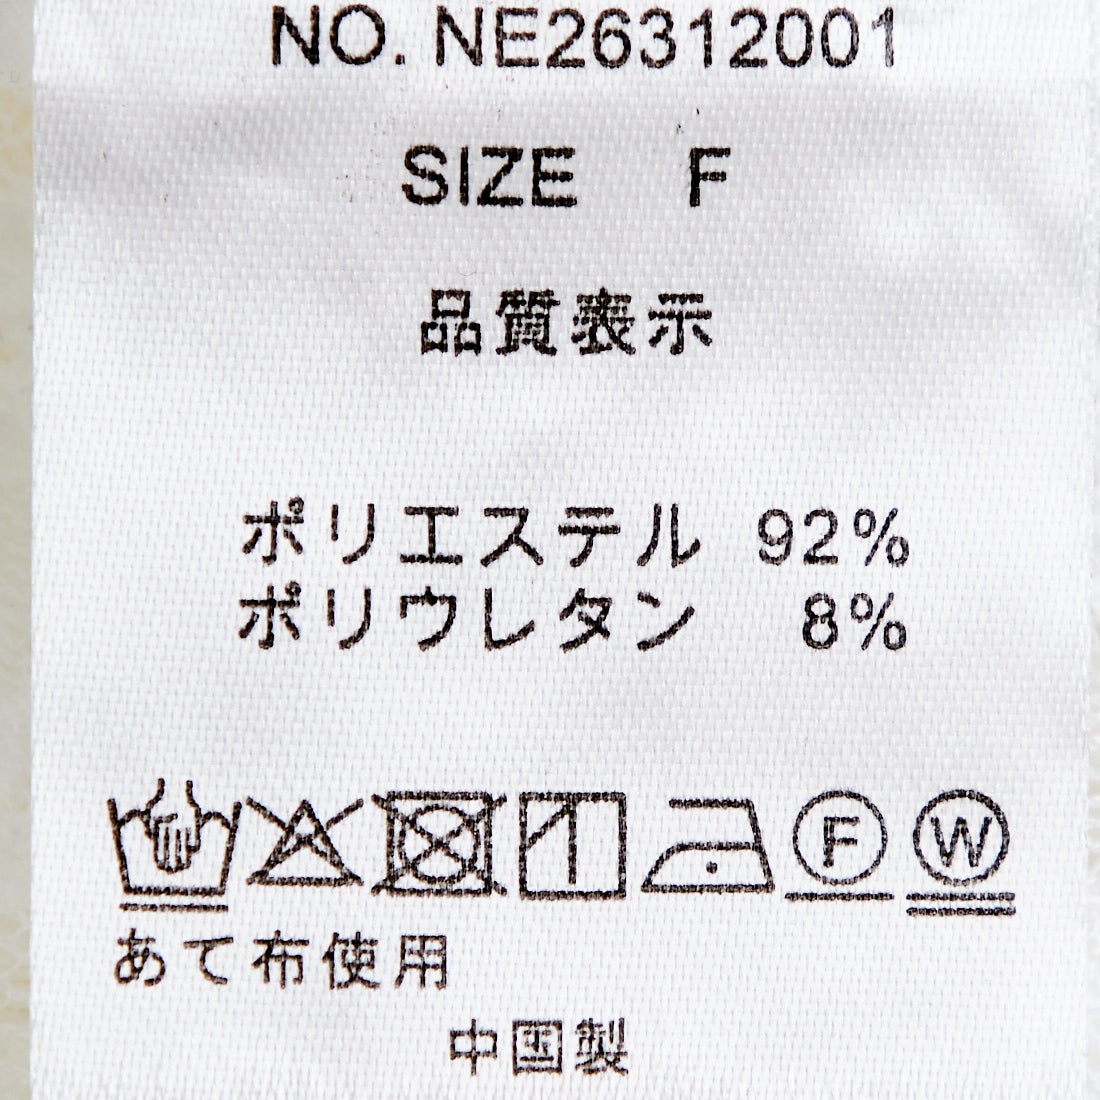 NO. NE26312001
SIZE F
品質表示
ポリエステル 92%
ポリウレタン 8%
F W
あて布使用
中国製